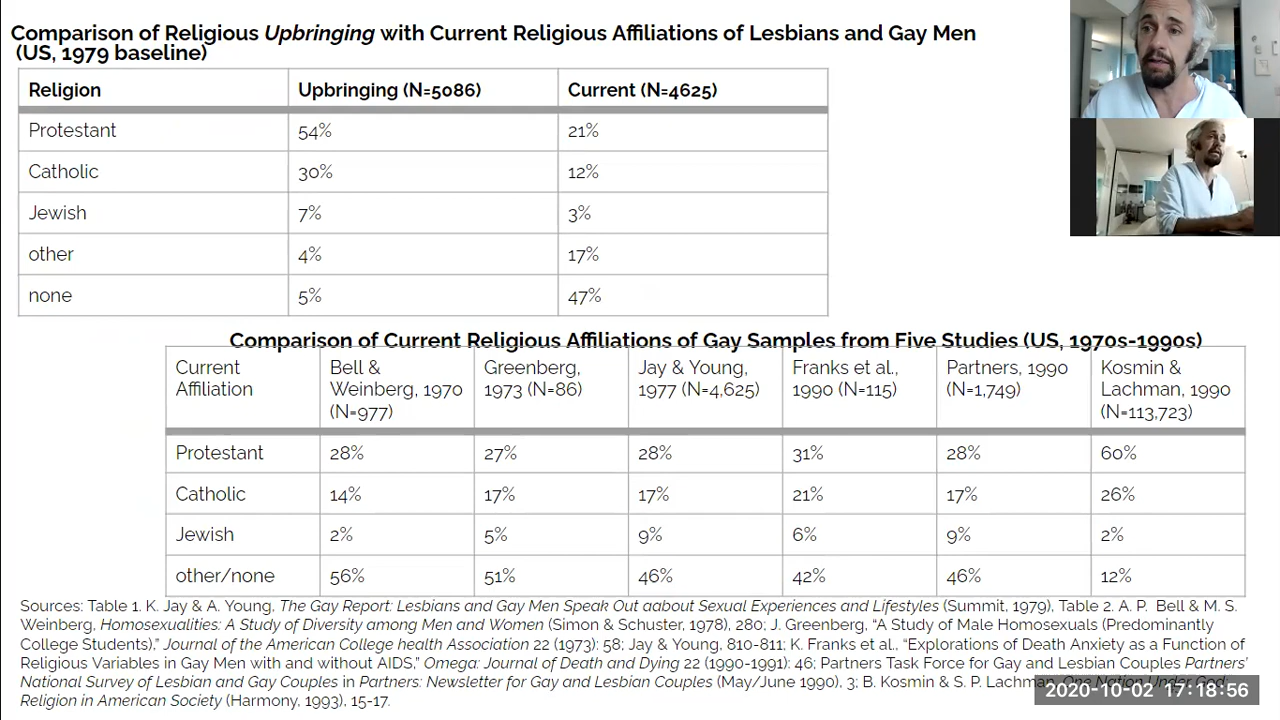 Comparison of Religious Upbringing with Current Religious Affiliations of Lesbians and Gay Men
(US, 1979 baseline)
Religion Upbringing (N=5086) Current (N=4625)
Protestant 54% 21%
Catholic 30% 12%
Jewish 7% 3%
other 4% 17%
none 5% 47%
Comparison of Current Religious Affiliations of Gay Samples from Five Studies (US, 1970s-1990s)
Current Bell & Greenberg, Jay & Young, Franks et al., Partners, 1990 Kosmin &
Affiliation Weinberg, 1970 1973 (N=86) 1977 (N=4,625) 1990 (N=115) (N=1,749) Lachman, 1990
(N=977) (N=113,723)
Protestant 28% 27% 28% 31% 28% 60%
Catholic 14% 17% 17% 21% 17% 26%
Jewish 2% 5% 9% 6% 9% 2%
other/none 56% 51% 46% 42% 46% 12%
Sources: Table 1. K. Jay & A. Young, The Gay Report: Lesbians and Gay Men Speak Out aabout Sexual Experiences and Lifestyles (Summit, 1979), Table 2. A. P. Bell & M. S.
Weinberg, Homosexualities: A Study of Diversity among Men and Women (Simon & Schuster, 1978), 280; J. Greenberg, "A Study of Male Homosexuals (Predominantly
College Students)," Journal of the American College health Association 22 (1973): 58; Jay & Young, 810-811; K. Franks et al., "Explorations of Death Anxiety as a Function of
Religious Variables in Gay Men with and without AIDS," Omega: Journal of Death and Dying 22 (1990-1991): 46; Partners Task Force for Gay and Lesbian Couples Partners'
National Survey of Lesbian and Gay Couples in Partners: Newsletter for Gay and Lesbian Couples (May/June 1990), 3; B. Kosmin & S. P. Lachman, One Nation Under God:
Religion in American Society (Harmony, 1993), 15-17.
2020-10-02 17:18:56